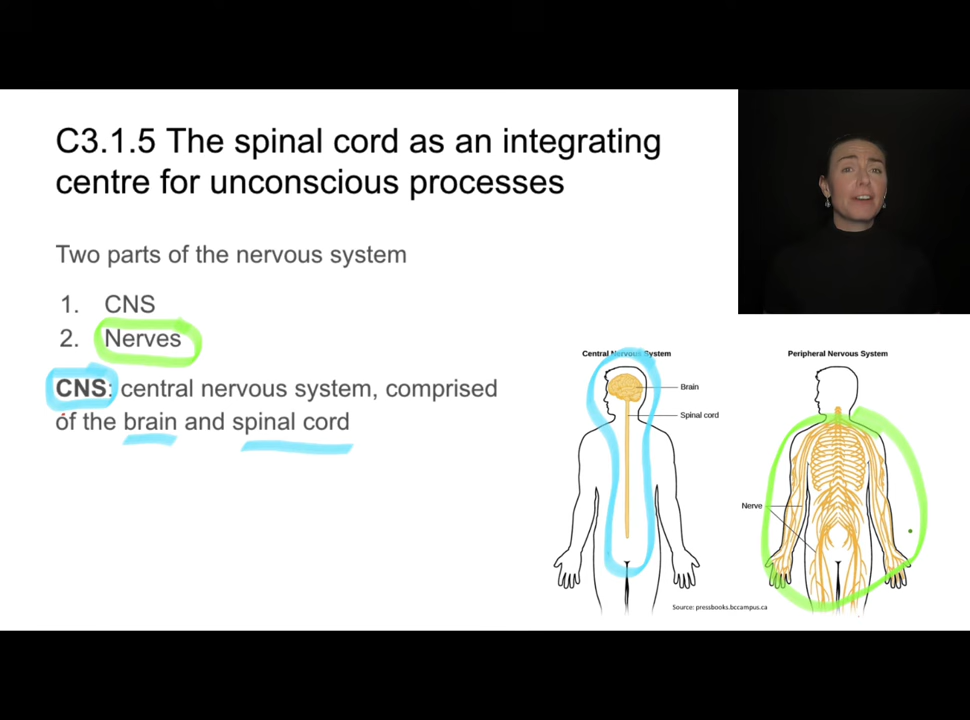 C3.1.5 The spinal cord as an integrating
centre for unconscious processes
Two parts of the nervous system
1. CNS
2. Nerves
CNS: central nervous system, comprised
of the brain and spinal cord
Central Nervous System
Brain
Spinal cord
Peripheral Nervous System
Nerve
Source: pressbooks.bccampus.ca